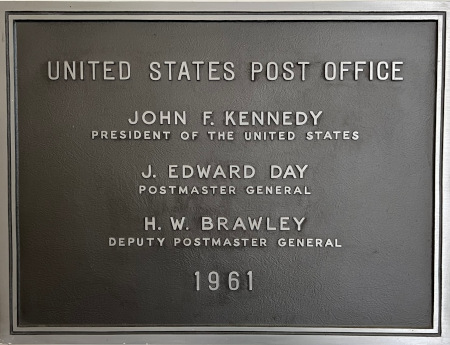 UNITED STATES POST OFFICE
JOHN F. KENNEDY
PRESIDENT OF THE UNITED STATES
J. EDWARD DAY
POSTMASTER GENERAL
H. W. BRAWLEY
DEPUTY POSTMASTER GENERAL
1961